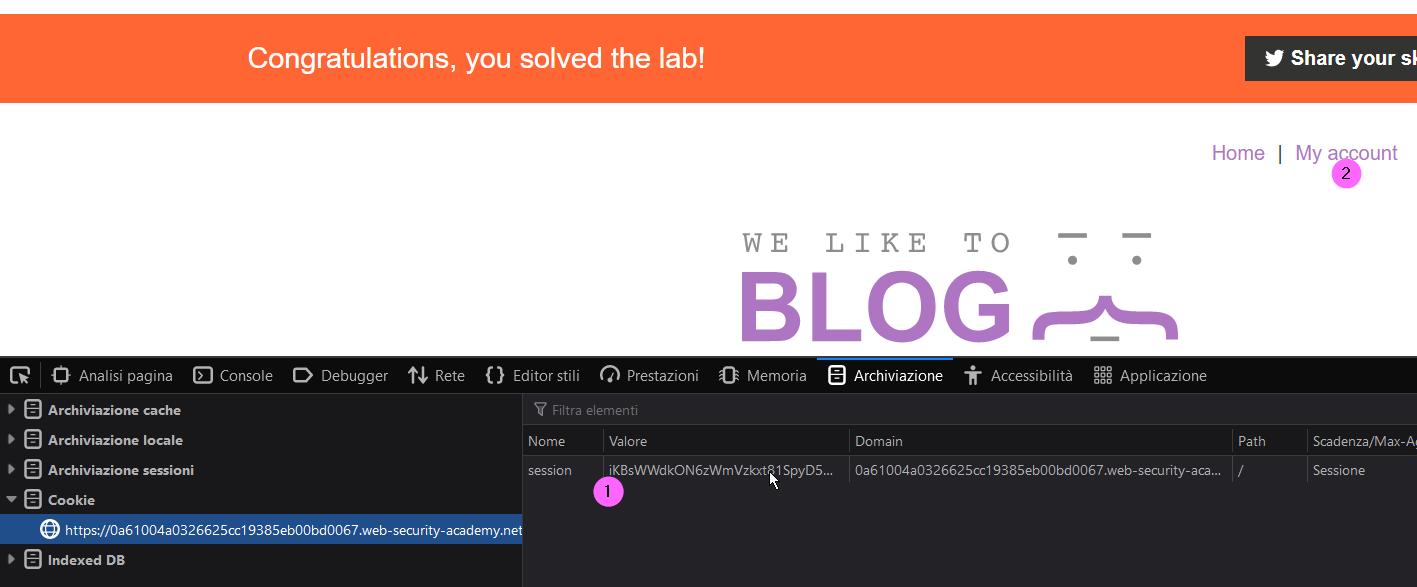 Congratulations, you solved the lab!
Share your sk
Home | My account
2
WE LIKE TO
BLOG
Analisi pagina Console Debugger Rete Editor stili Prestazioni Memoria Archiviazione Accessibilità Applicazione
Archiviazione cache
Archiviazione locale
Archiviazione sessioni
Cookie
https://0a61004a0326625cc19385eb00bd0067.web-security-academy.net
Indexed DB
Filtra elementi
Nome Valore Domain Path Scadenza/Max-Ag
session iKBsWWdkON6zWmVzkxt81SpyD5... 0a61004a0326625cc19385eb00bd0067.web-security-aca... / Sessione
1